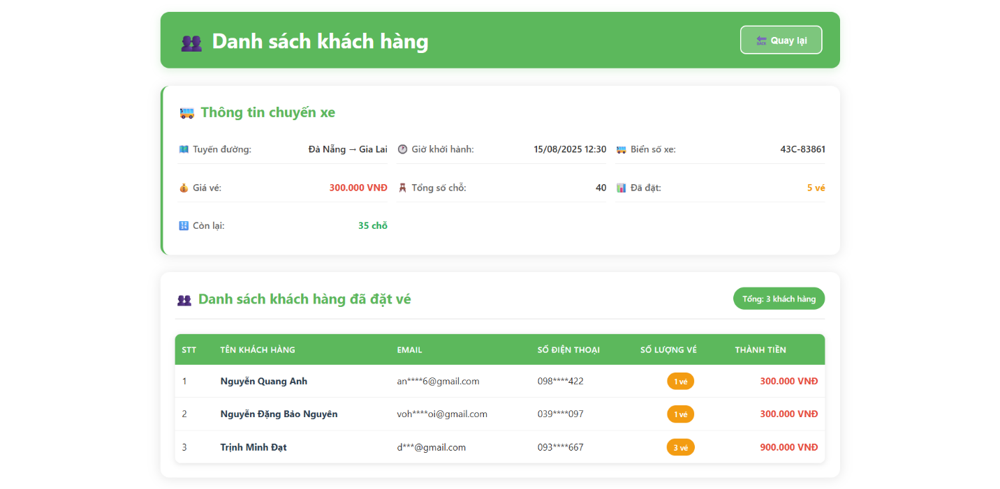 Danh sách khách hàng
BACK Quay lại
Thông tin chuyến xe
Tuyến đường: Đà Nẵng → Gia Lai
Giờ khởi hành: 15/08/2025 12:30
Biển số xe: 43C-83861
Giá vé: 300.000 VNĐ
Tổng số chỗ: 40
Đã đặt: 5 vé
Còn lại: 35 chỗ
Danh sách khách hàng đã đặt vé
Tổng: 3 khách hàng
STT TÊN KHÁCH HÀNG EMAIL SỐ ĐIỆN THOẠI SỐ LƯỢNG VÉ THÀNH TIỀN
1 Nguyễn Quang Anh an****6@gmail.com 098****422 1 vé 300.000 VNĐ
2 Nguyễn Đặng Bảo Nguyên voh****oi@gmail.com 039****097 1 vé 300.000 VNĐ
3 Trịnh Minh Đạt d***@gmail.com 093****667 3 vé 900.000 VNĐ